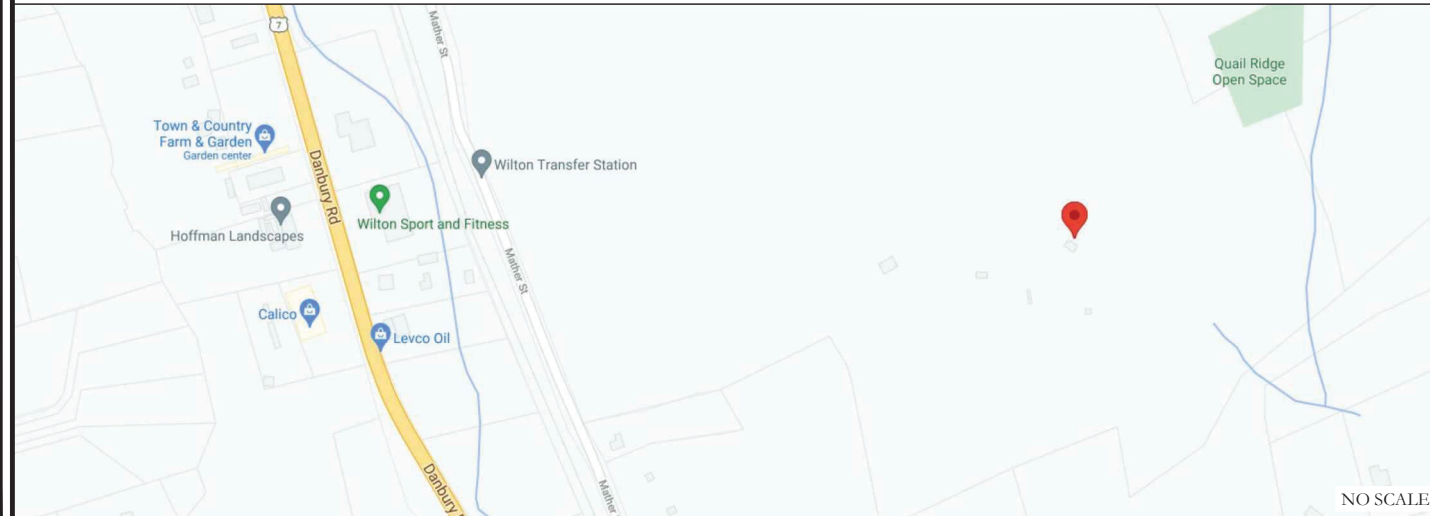 7
Mather St
Quail Ridge
Open Space
Town & Country
Farm & Garden
Garden center
Danbury Rd
Wilton Transfer Station
Wilton Sport and Fitness
Hoffman Landscapes
Mather St
Calico
Levco Oil
Danbury
Mather
NO SCALE